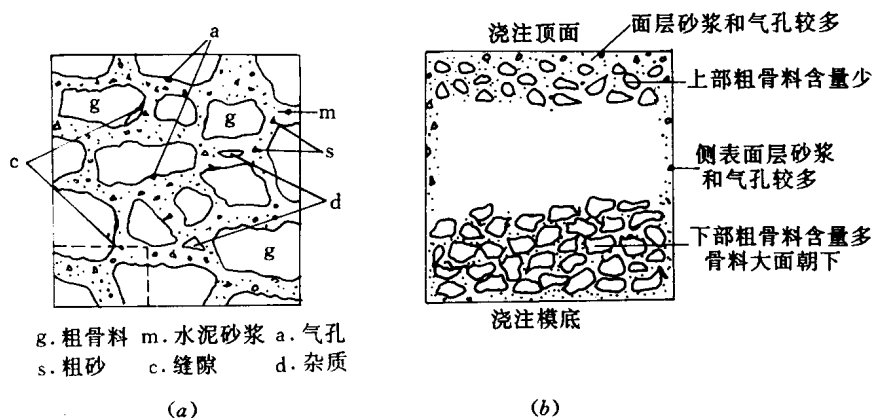 a
g
g
m
s
c
d
g
g.粗骨料 m.水泥砂浆 a.气孔
s.粗砂 c.缝隙 d.杂质
(a)
浇注顶面
面层砂浆和气孔较多
上部粗骨料含量少
侧表面层砂浆
和气孔较多
下部粗骨料含量多
骨料大面朝下
浇注模底
(b)